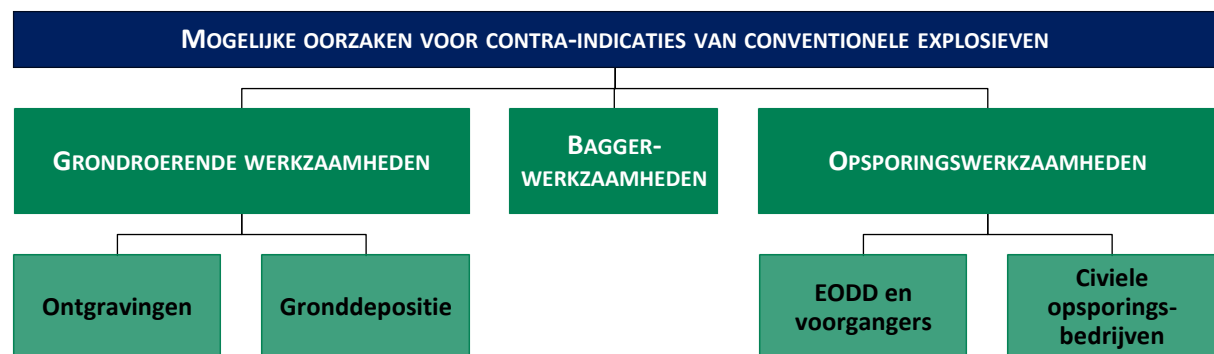 MOGELIJKE OORZAKEN VOOR CONTRA-INDICATIES VAN CONVENTIONELE EXPLOSIEVEN
GRONDROERENDE WERKZAAMHEDEN
BAGGER-
WERKZAAMHEDEN
OPSPORINGSWERKZAAMHEDEN
Ontgravingen
Gronddepositie
EODD en
voorgangers
Civiele
opsporings-
bedrijven